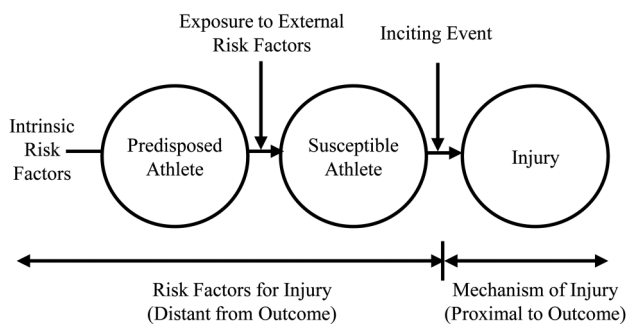 Exposure to External
Risk Factors
Inciting Event
Intrinsic
Risk
Factors
Predisposed
Athlete
Susceptible
Athlete
Injury
Risk Factors for Injury
(Distant from Outcome)
Mechanism of Injury
(Proximal to Outcome)